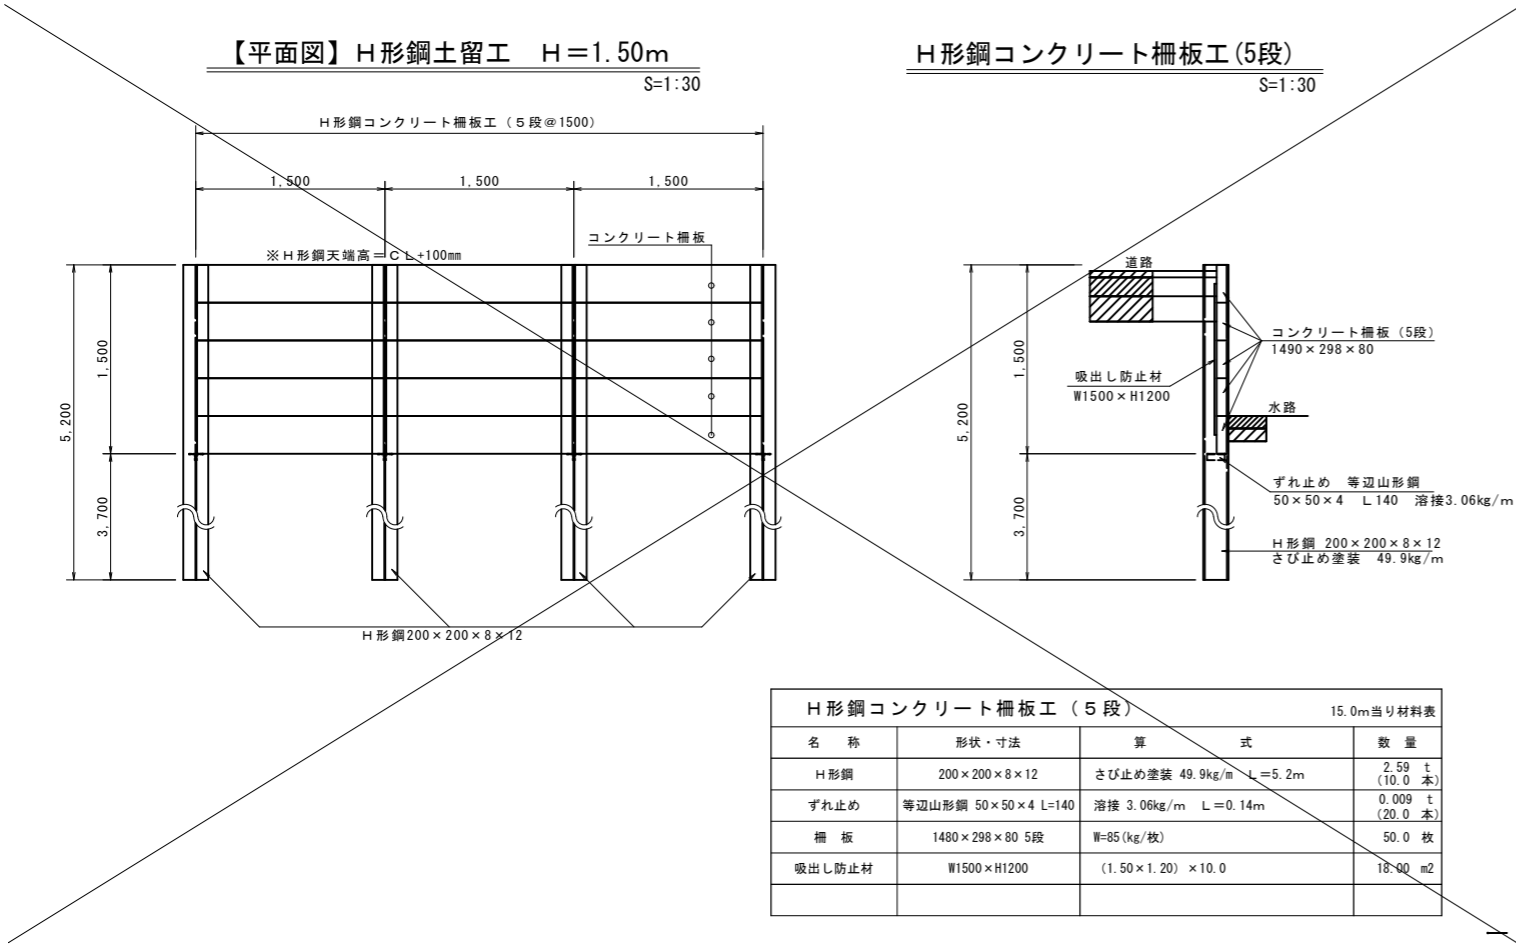 【平面図】H形鋼土留工　H＝1.50m
S=1:30
H形鋼コンクリート柵板工(5段)
S=1:30
H形鋼コンクリート柵板工（５段@1500）
1,500
1,500
1,500
コンクリート柵板
※H形鋼天端高＝ＣＬ+100mm
5,200
1,500
3,700
H形鋼200×200×8×12
道路
5,200
1,500
3,700
コンクリート柵板（5段）
1490×298×80
吸出し防止材
W1500×H1200
水路
ずれ止め　等辺山形鋼
50×50×4　Ｌ140　溶接3.06kg/m
H形鋼 200×200×8×12
さび止め塗装　49.9kg/m
H形鋼コンクリート柵板工（５段）　15.0m当り材料表
名　称　形状・寸法　算　式　数　量
H形鋼　200×200×8×12　さび止め塗装 49.9kg/m　Ｌ＝5.2m　2.59 t
(10.0 本)
ずれ止め　等辺山形鋼 50×50×4 L=140　溶接 3.06kg/m　Ｌ＝0.14m　0.009 t
(20.0 本)
柵　板　1480×298×80 5段　W=85(kg/枚)　50.0 枚
吸出し防止材　W1500×H1200　(1.50×1.20) ×10.0　18.00 m2